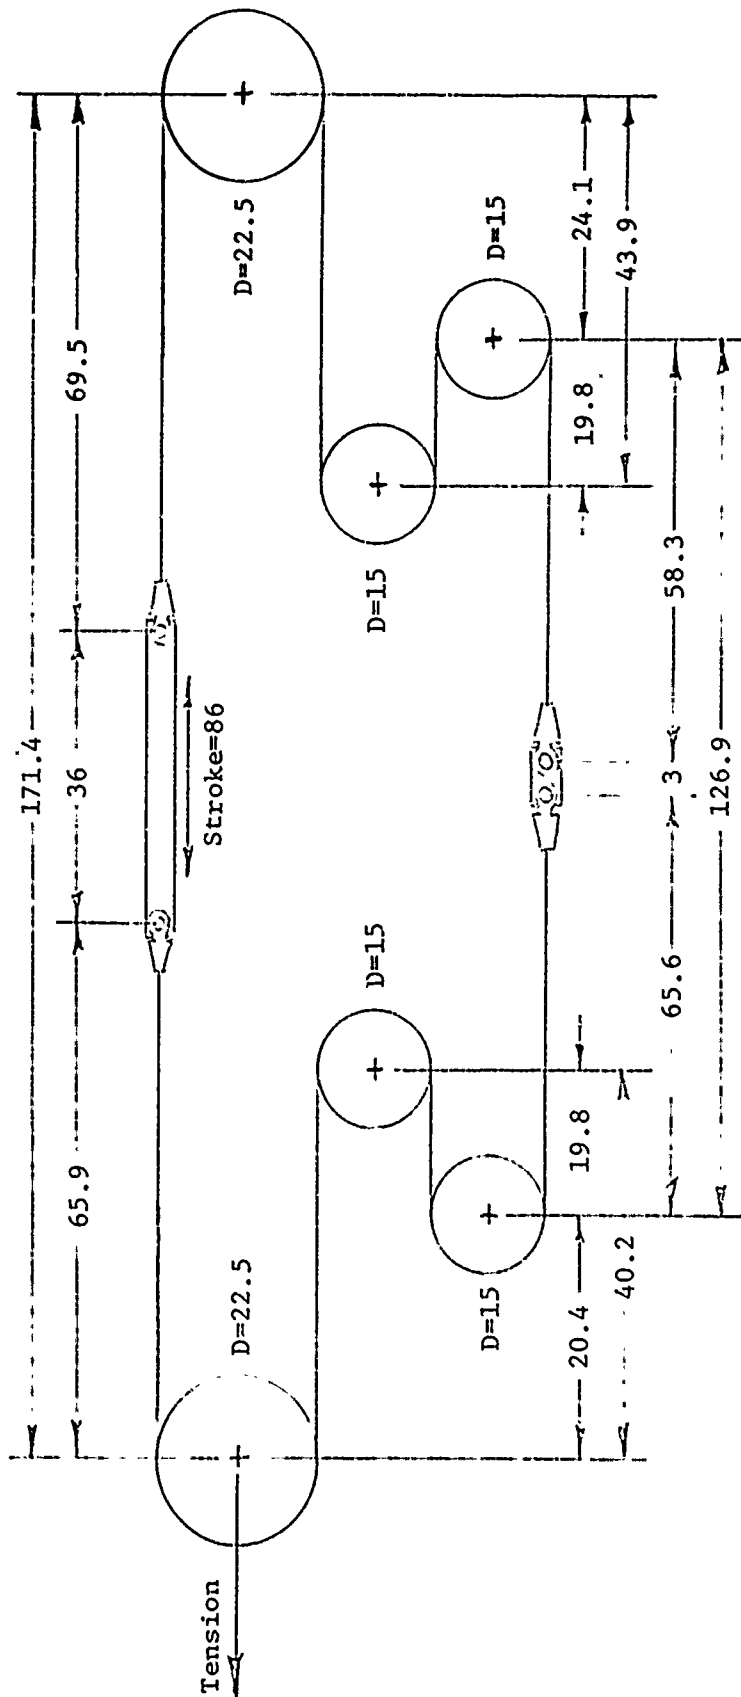 171.4
65.9
36
69.5
Stroke=86
Tension
D=22.5
D=22.5
D=15
D=15
D=15
D=15
20.4
19.8
19.8
24.1
40.2
43.9
65.6
3
58.3
126.9